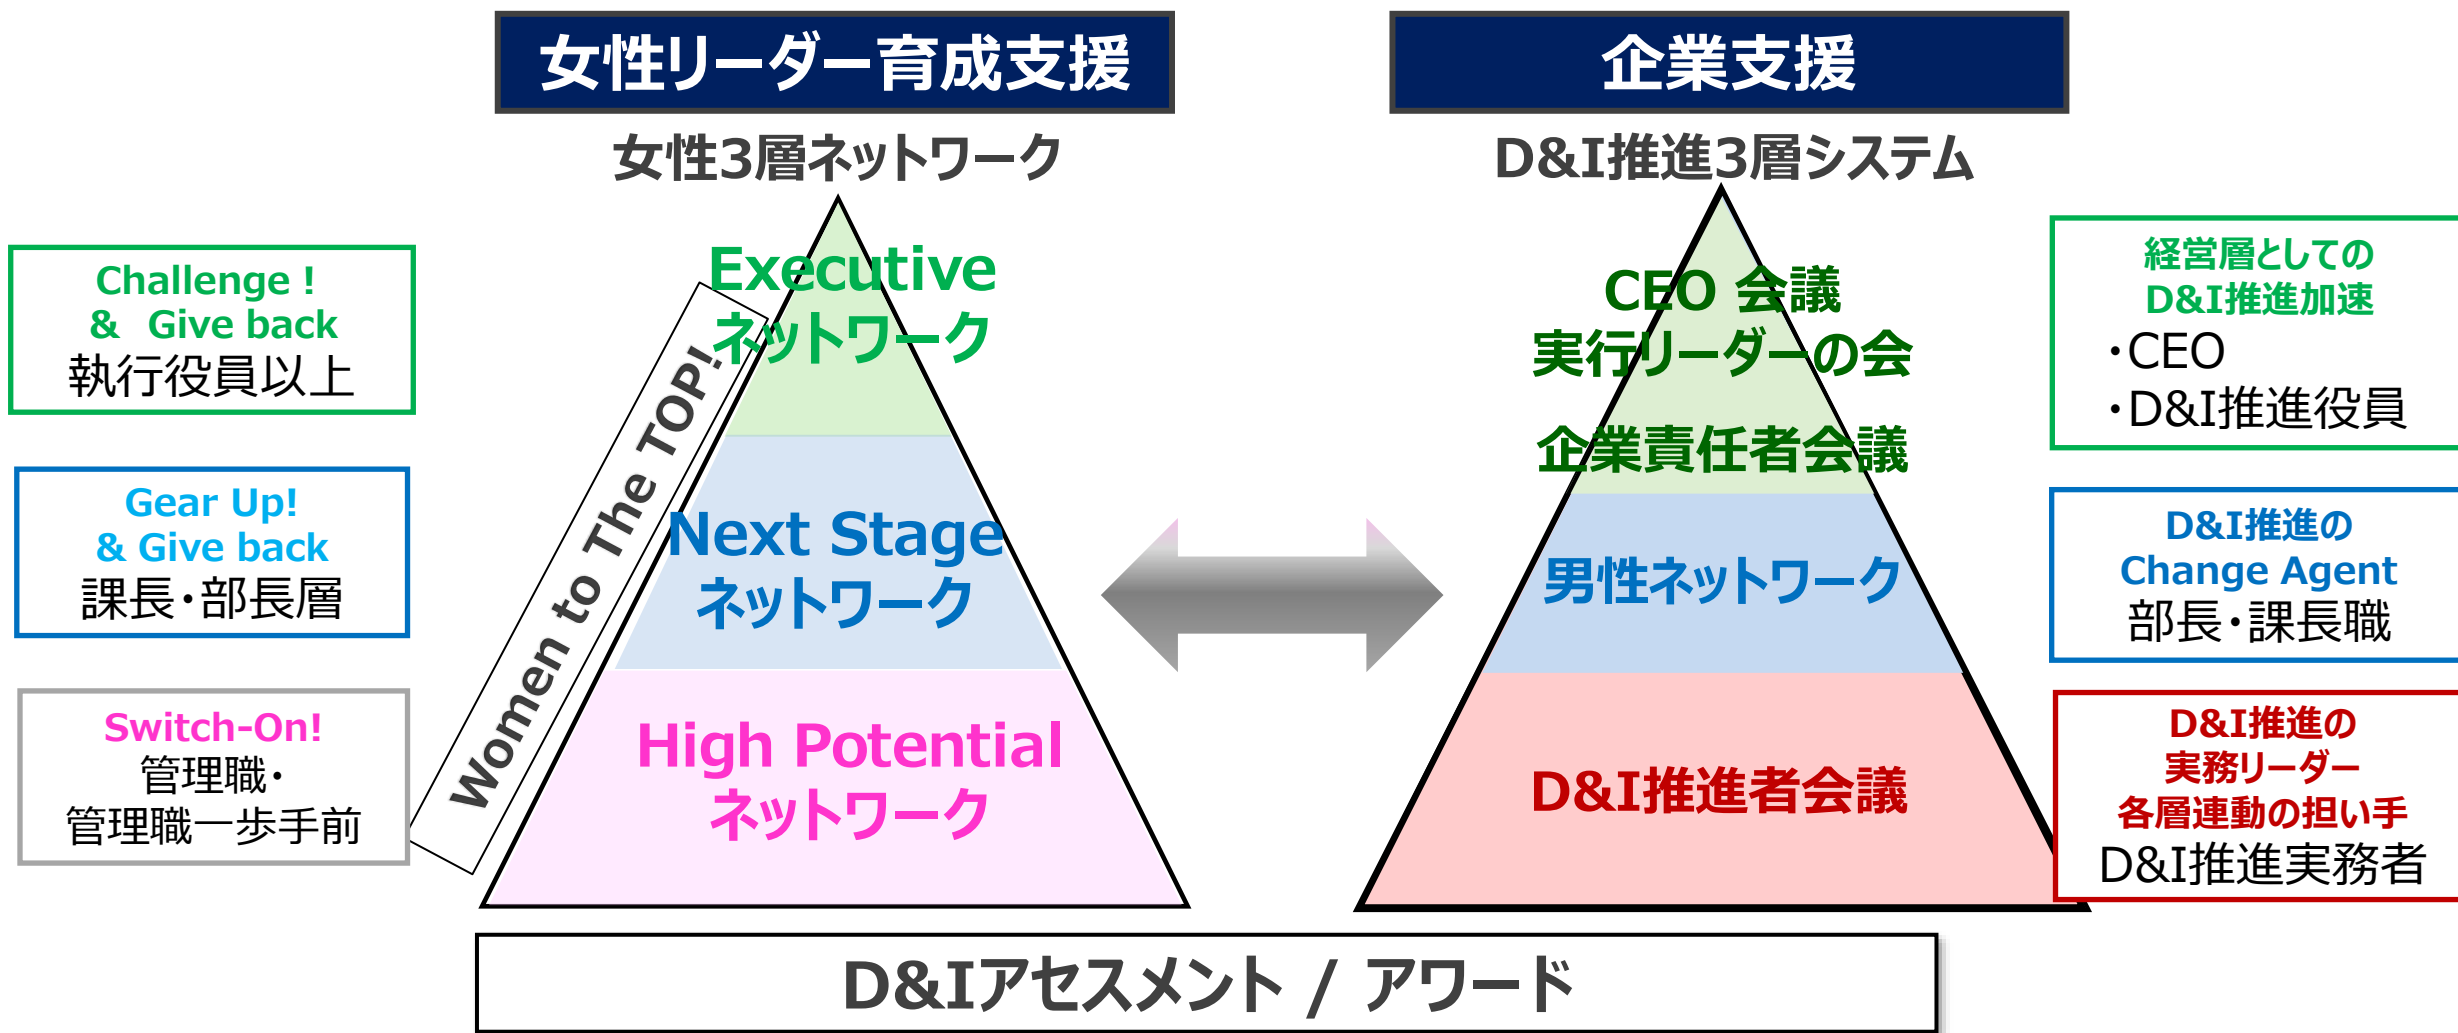 女性リーダー育成支援
女性3層ネットワーク
Challenge！
& Give back
執行役員以上
Gear Up!
& Give back
課長・部長層
Switch-On!
管理職・
管理職一歩手前
Women to The TOP!
Executive
ネットワーク
Next Stage
ネットワーク
High Potential
ネットワーク
企業支援
D&I推進3層システム
CEO 会議
実行リーダーの会
企業責任者会議
男性ネットワーク
D&I推進者会議
経営層としての
D&I推進加速
・CEO
・D&I推進役員
D&I推進の
Change Agent
部長・課長職
D&I推進の
実務リーダー
各層連動の担い手
D&I推進実務者
D&Iアセスメント / アワード